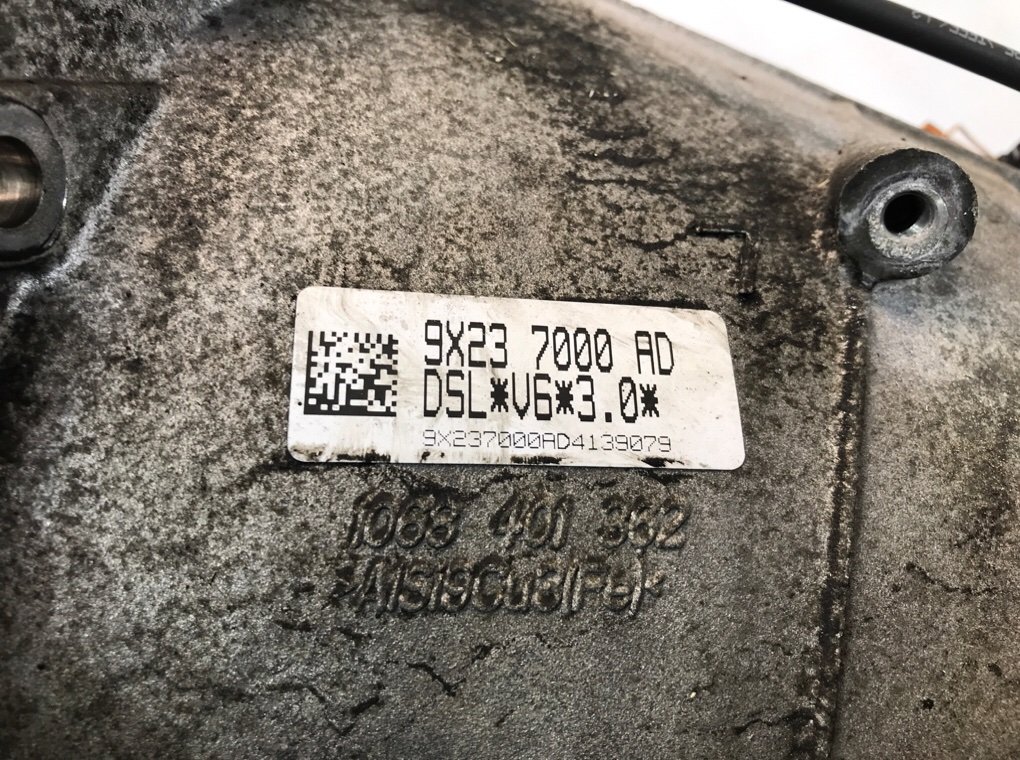 9X23 7000 AD
DSL*V6*3.0*
9X237000AD4139079
1068 401 362
>AlSi9Cu3(Fe)<